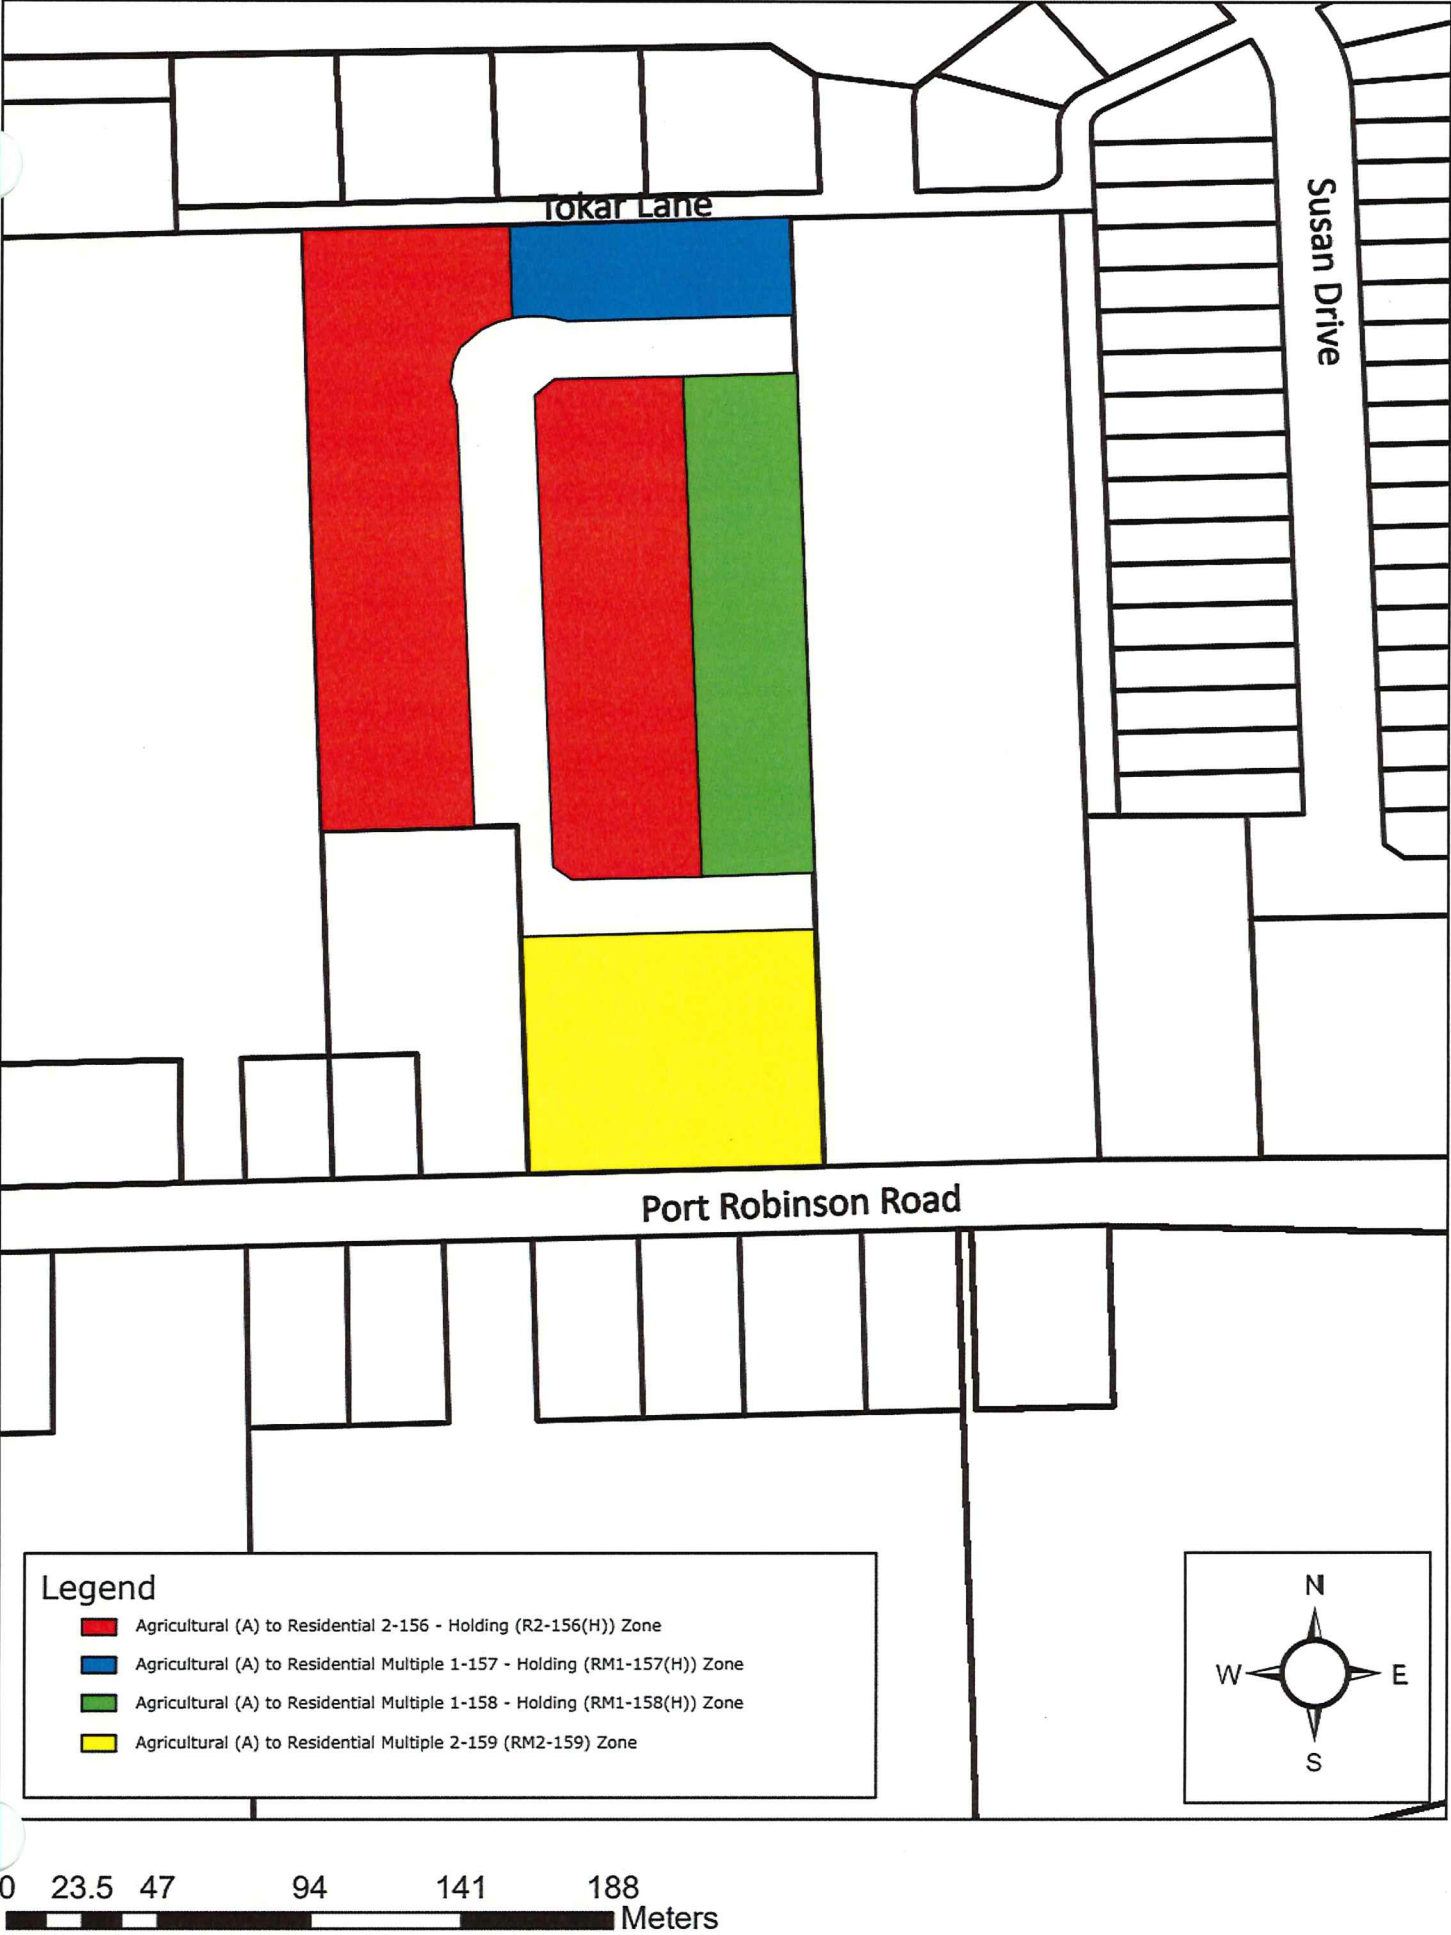 Tokar Lane
Susan Drive
Port Robinson Road
Legend
Agricultural (A) to Residential 2-156 - Holding (R2-156(H)) Zone
Agricultural (A) to Residential Multiple 1-157 - Holding (RM1-157(H)) Zone
Agricultural (A) to Residential Multiple 1-158 - Holding (RM1-158(H)) Zone
Agricultural (A) to Residential Multiple 2-159 (RM2-159) Zone
N
W E
S
0 23.5 47 94 141 188
Meters